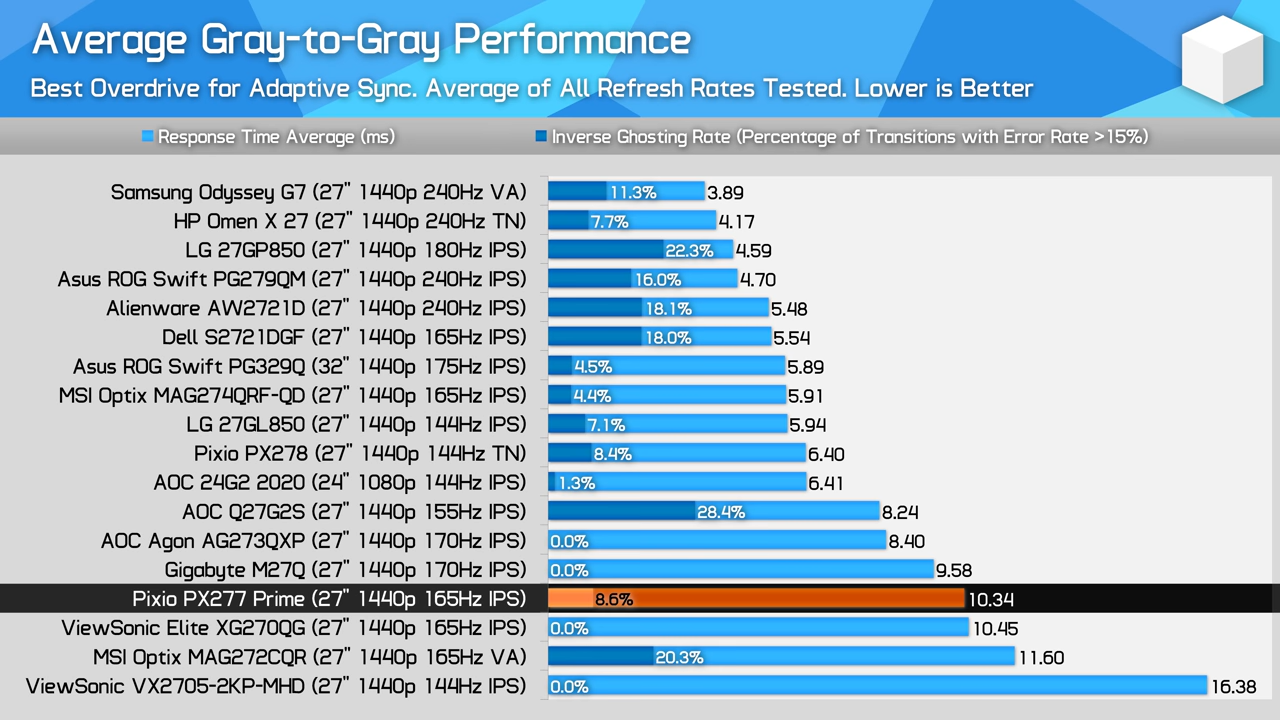 Average Gray-to-Gray Performance
Best Overdrive for Adaptive Sync. Average of All Refresh Rates Tested. Lower is Better
Response Time Average (ms) Inverse Ghosting Rate (Percentage of Transitions with Error Rate >15%)
Samsung Odyssey G7 (27" 1440p 240Hz VA) 11.3% 3.89
HP Omen X 27 (27" 1440p 240Hz TN) 7.7% 4.17
LG 27GP850 (27" 1440p 180Hz IPS) 22.3% 4.59
Asus ROG Swift PG279QM (27" 1440p 240Hz IPS) 16.0% 4.70
Alienware AW2721D (27" 1440p 240Hz IPS) 18.1% 5.48
Dell S2721DGF (27" 1440p 165Hz IPS) 18.0% 5.54
Asus ROG Swift PG329Q (32" 1440p 175Hz IPS) 4.5% 5.89
MSI Optix MAG274QRF-QD (27" 1440p 165Hz IPS) 4.4% 5.91
LG 27GL850 (27" 1440p 144Hz IPS) 7.1% 5.94
Pixio PX278 (27" 1440p 144Hz TN) 8.4% 6.40
AOC 24G2 2020 (24" 1080p 144Hz IPS) 1.3% 6.41
AOC Q27G2S (27" 1440p 155Hz IPS) 28.4% 8.24
AOC Agon AG273QXP (27" 1440p 170Hz IPS) 0.0% 8.40
Gigabyte M27Q (27" 1440p 170Hz IPS) 0.0% 9.58
Pixio PX277 Prime (27" 1440p 165Hz IPS) 8.6% 10.34
ViewSonic Elite XG270QG (27" 1440p 165Hz IPS) 0.0% 10.45
MSI Optix MAG272CQR (27" 1440p 165Hz VA) 20.3% 11.60
ViewSonic VX2705-2KP-MHD (27" 1440p 144Hz IPS) 0.0% 16.38